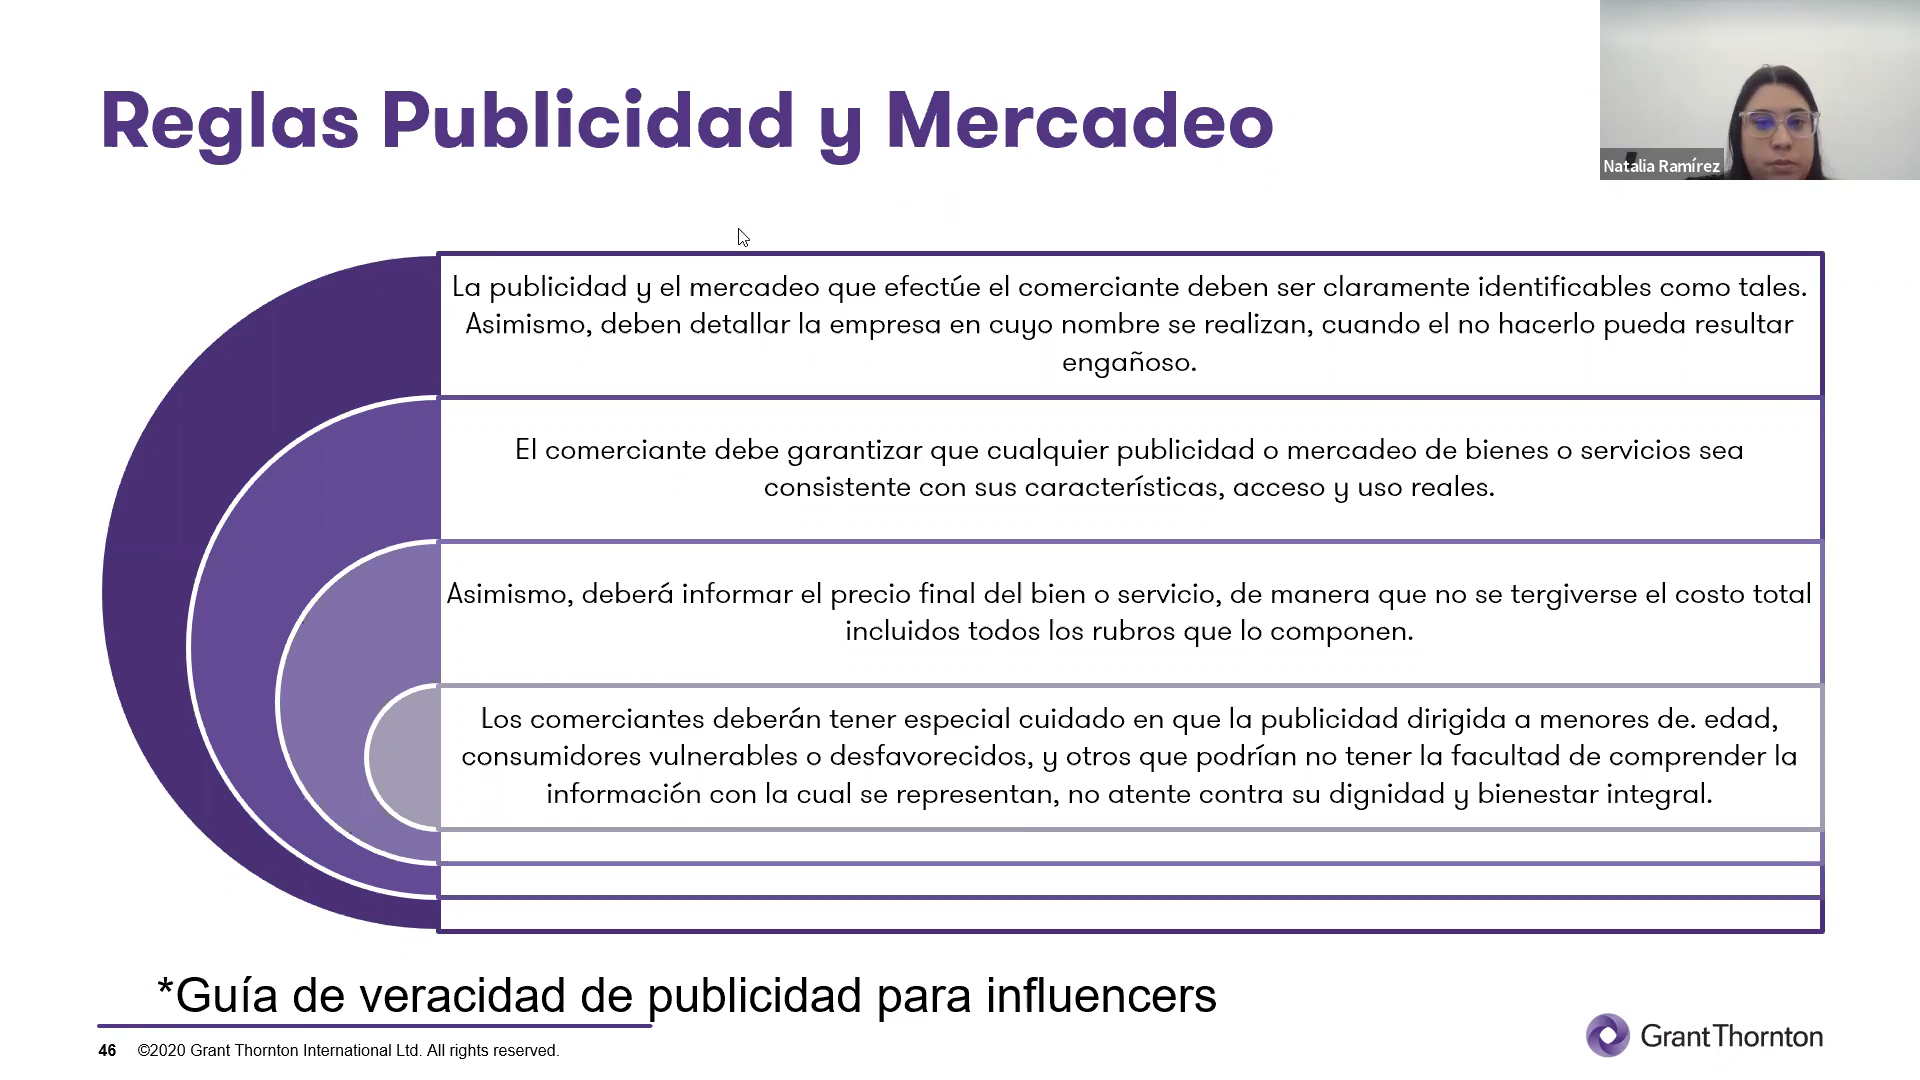 Reglas Publicidad y Mercadeo
Natalia Ramírez
La publicidad y el mercadeo que efectúe el comerciante deben ser claramente identificables como tales.
Asimismo, deben detallar la empresa en cuyo nombre se realizan, cuando el no hacerlo pueda resultar
engañoso.
El comerciante debe garantizar que cualquier publicidad o mercadeo de bienes o servicios sea
consistente con sus características, acceso y uso reales.
Asimismo, deberá informar el precio final del bien o servicio, de manera que no se tergiverse el costo total
incluidos todos los rubros que lo componen.
Los comerciantes deberán tener especial cuidado en que la publicidad dirigida a menores de. edad,
consumidores vulnerables o desfavorecidos, y otros que podrían no tener la facultad de comprender la
información con la cual se representan, no atente contra su dignidad y bienestar integral.
*Guía de veracidad de publicidad para influencers
46 ©2020 Grant Thornton International Ltd. All rights reserved.
GrantThornton